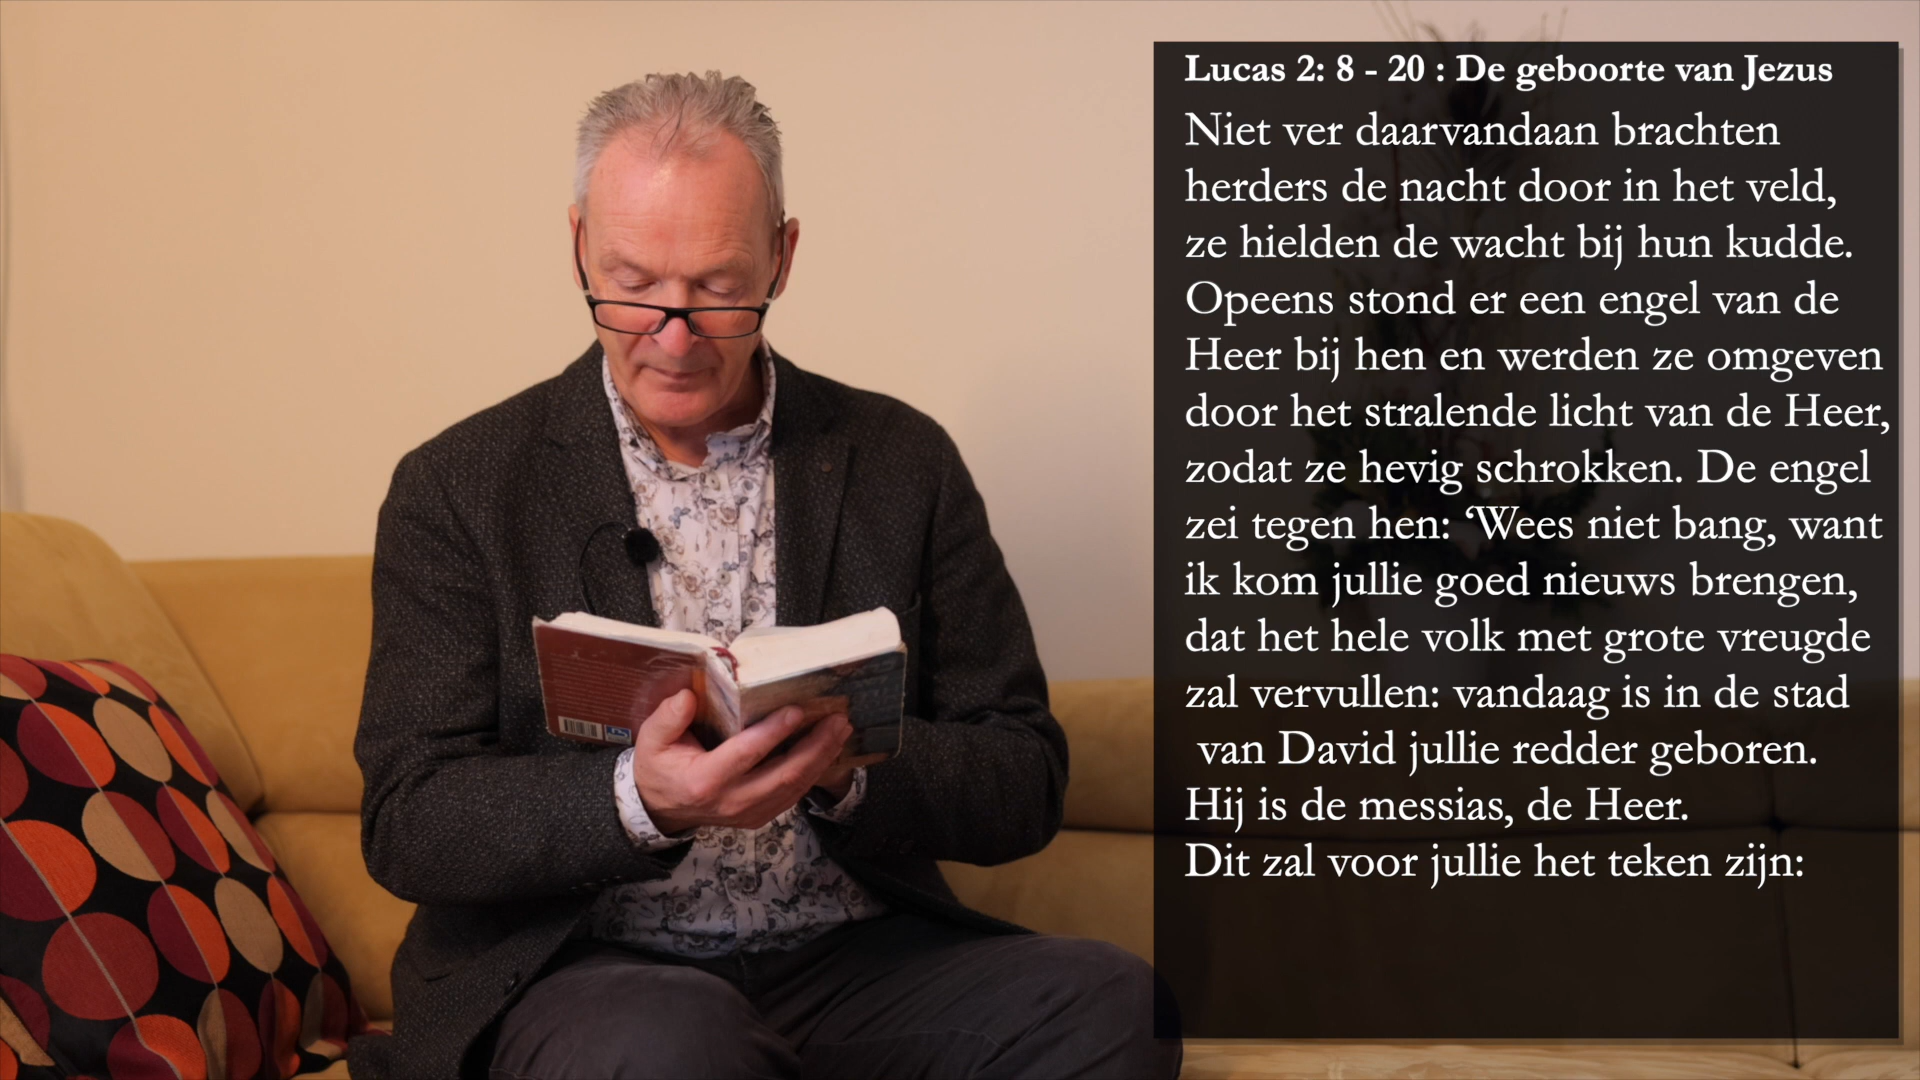 Lucas 2: 8 - 20 : De geboorte van Jezus
Niet ver daarvandaan brachten
herders de nacht door in het veld,
ze hielden de wacht bij hun kudde.
Opeens stond er een engel van de
Heer bij hen en werden ze omgeven
door het stralende licht van de Heer,
zodat ze hevig schrokken. De engel
zei tegen hen: ‘Wees niet bang, want
ik kom jullie goed nieuws brengen,
dat het hele volk met grote vreugde
zal vervullen: vandaag is in de stad
van David jullie redder geboren.
Hij is de messias, de Heer.
Dit zal voor jullie het teken zijn: